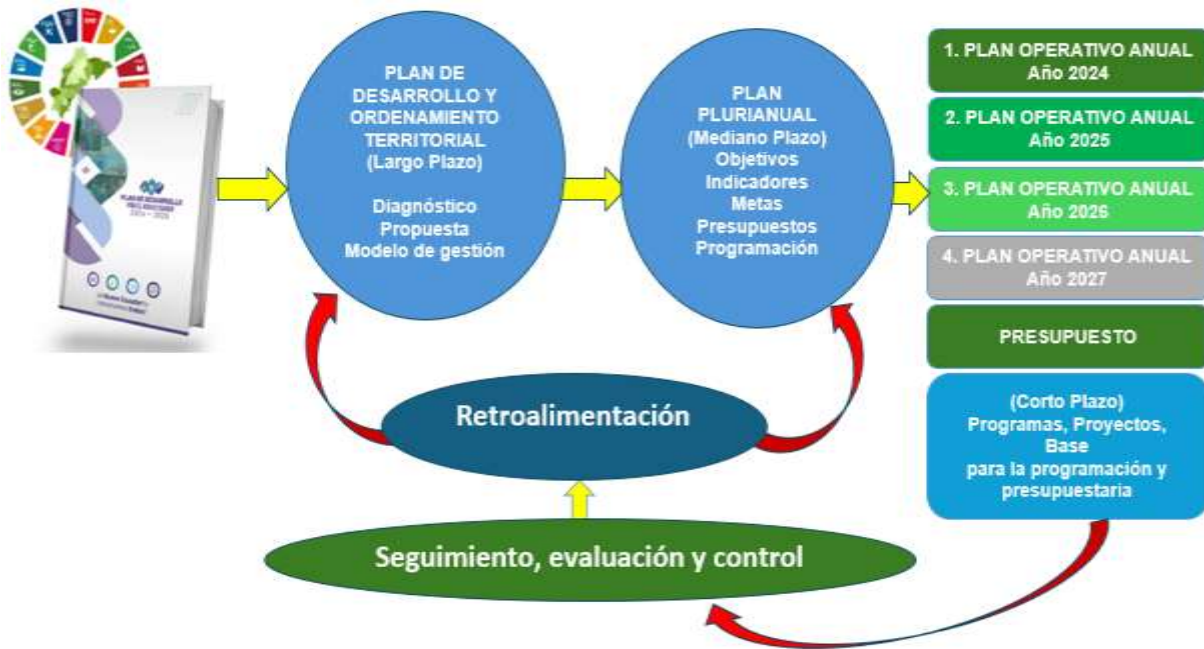 PLAN DE
DESARROLLO Y
ORDENAMIENTO
TERRITORIAL
(Largo Plazo)
Diagnóstico
Propuesta
Modelo de gestión
PLAN
PLURIANUAL
(Mediano Plazo)
Objetivos
Indicadores
Metas
Presupuestos
Programación
1. PLAN OPERATIVO ANUAL
Año 2024
2. PLAN OPERATIVO ANUAL
Año 2025
3. PLAN OPERATIVO ANUAL
Año 2026
4. PLAN OPERATIVO ANUAL
Año 2027
PRESUPUESTO
(Corto Plazo)
Programas, Proyectos,
Base
para la programación y
presupuestaria
PLAN DE DESARROLLO
Retroalimentación
Seguimiento, evaluación y control